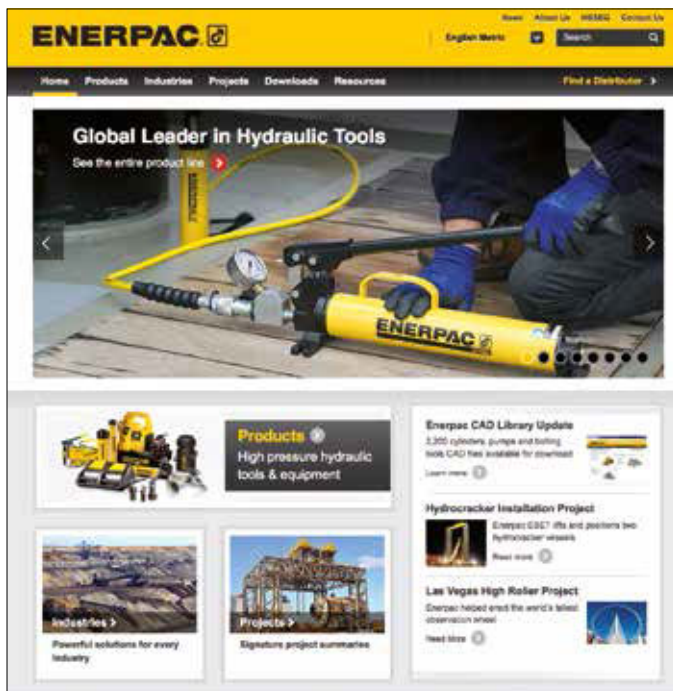 News About Us WESEG Contact Us
ENERPAC
English Metric
Search
Home Products Industries Projects Downloads Resources
Find a Distributor
Global Leader in Hydraulic Tools
See the entire product line
ENERPAC
ENERPAC
Products
High pressure hydraulic
tools & equipment
Industries
Powerful solutions for every
industry
Projects
Signature project summaries
Enerpac CAD Library Update
cylinders, pumps and bolting
tools CAD files available for download
Learn more
Hydrocracker Installation Project
Enerpac lifts and positions two
hydrocracker vessels
Read more
Las Vegas High Roller Project
Enerpac helped erect the world's tallest
observation wheel
Read More